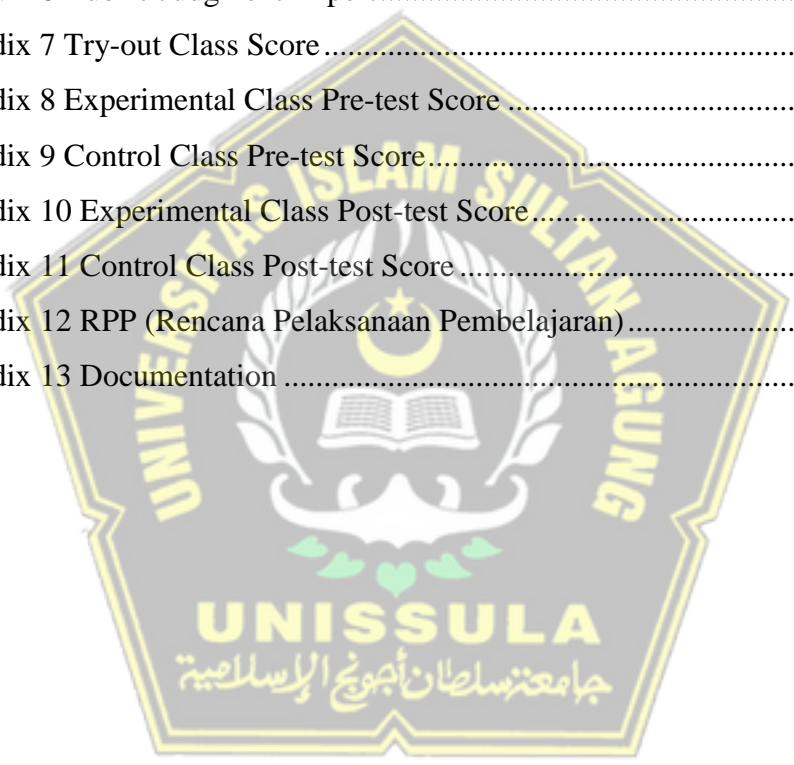 dix 7 Try-out Class Score
dix 8 Experimental Class Pre-test Score
dix 9 Control Class Pre-test Score
dix 10 Experimental Class Post-test Score
dix 11 Control Class Post-test Score
dix 12 RPP (Rencana Pelaksanaan Pembelajaran)
dix 13 Documentation
UNIVERSITAS ISLAM SULTAN AGUNG
UNISSULA
جامعة سلطان أجونج الإسلامية